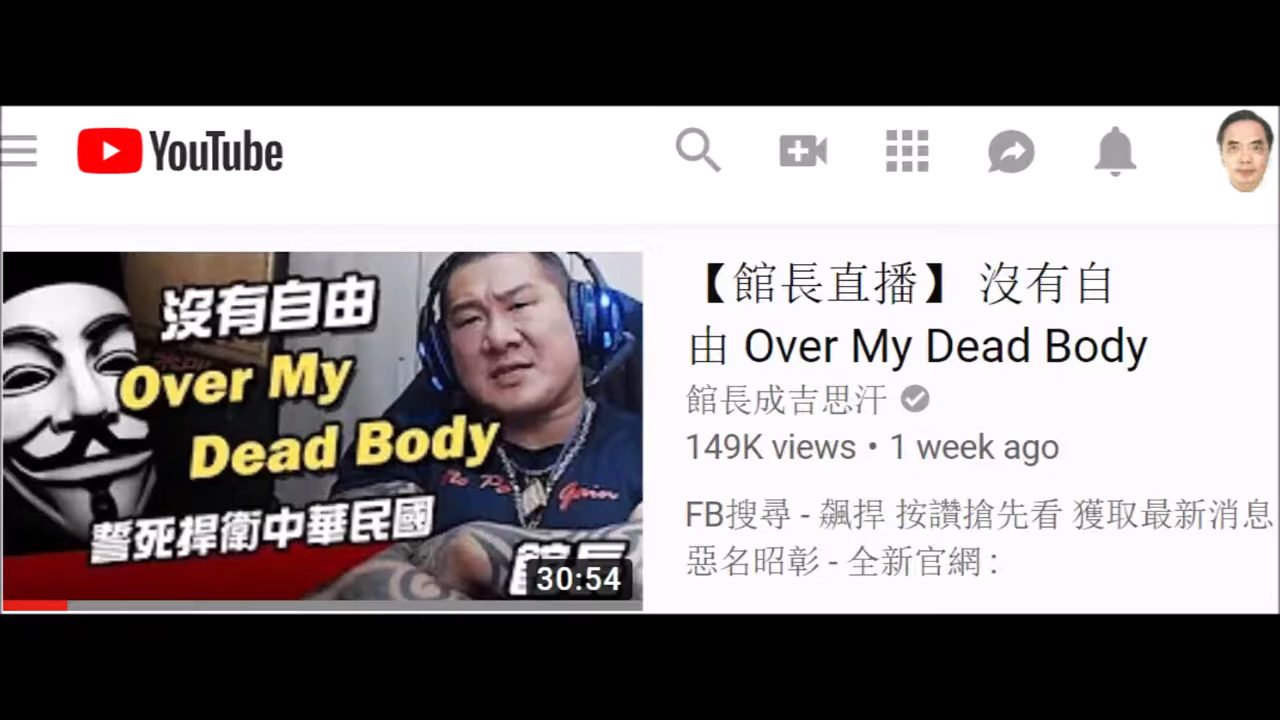 YouTube
沒有自由
Over My
Dead Body
誓死捍衛中華民國
館長
30:54
【館長直播】 沒有自
由 Over My Dead Body
館長成吉思汗
149K views • 1 week ago
FB搜尋 - 飆捍 按讚搶先看 獲取最新消息
惡名昭彰 - 全新官網 :